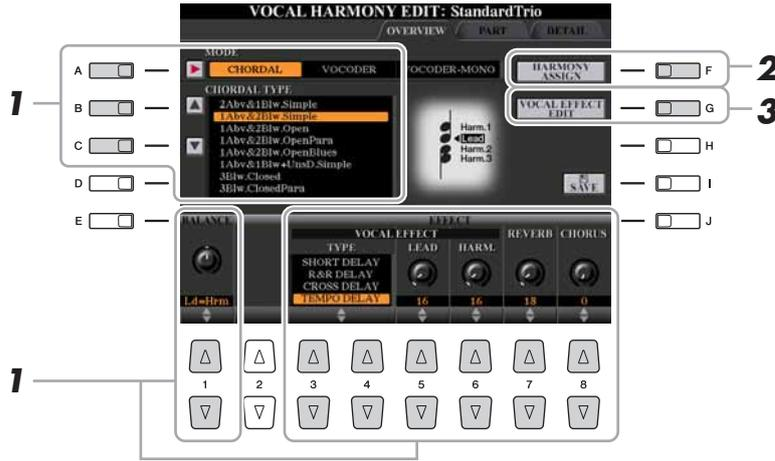 VOCAL HARMONY EDIT: StandardTrio
OVERVIEW PART DETAIL
MODE
CHORDAL VOCODER VOCODER-MONO
HARMONY ASSIGN
CHORDAL TYPE
2Abv.&1Blw.Simple
1Abv.&2Blw.Simple
1Abv.&2Blw.Open
1Abv.&2Blw.OpenPara
1Abv.&2Blw.OpenBlues
1Abv.&1Blw+UnsD.Simple
3Blw.Closed
3Blw.ClosedPara
Harm.1
Lead
Harm.2
Harm.3
VOCAL EFFECT EDIT
SAVE
A
B
C
D
E
F
G
H
I
J
1
2
3
BALANCE
EFFECT
VOCAL EFFECT
REVERB CHORUS
TYPE LEAD HARM.
SHORT DELAY
R&R DELAY
CROSS DELAY
TEMPO DELAY
Ld=Hrm
16 16 18 0
1 2 3 4 5 6 7 8
1